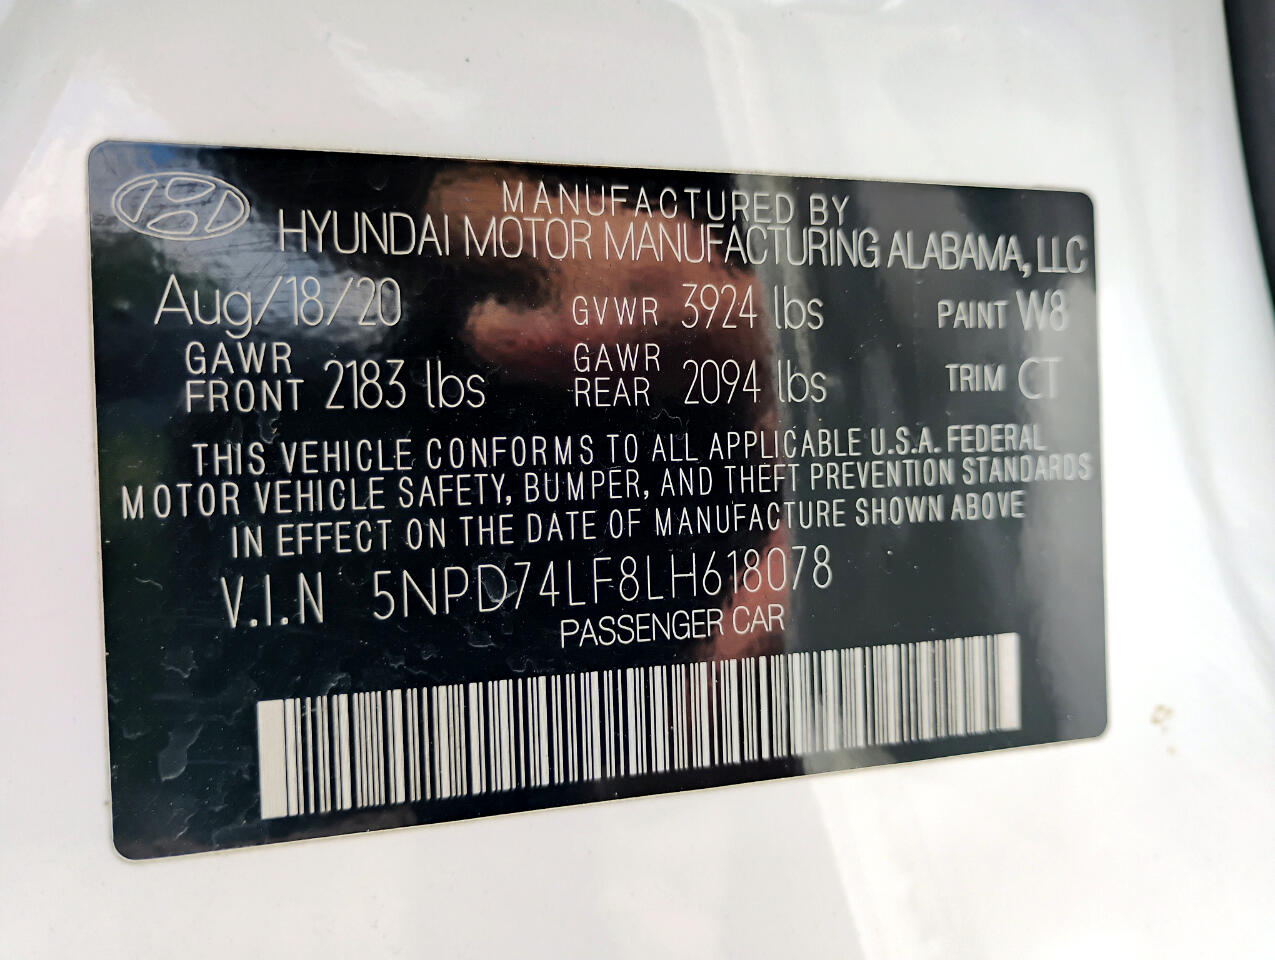 MANUFACTURED BY
HYUNDAI MOTOR MANUFACTURING ALABAMA, LLC
Aug/18/20 GVWR 3924 lbs PAINT W8
GAWR FRONT 2183 lbs GAWR REAR 2094 lbs TRIM CT
THIS VEHICLE CONFORMS TO ALL APPLICABLE U.S.A. FEDERAL
MOTOR VEHICLE SAFETY, BUMPER, AND THEFT PREVENTION STANDARDS
IN EFFECT ON THE DATE OF MANUFACTURE SHOWN ABOVE
V.I.N 5NPD74LF8LH618078
PASSENGER CAR